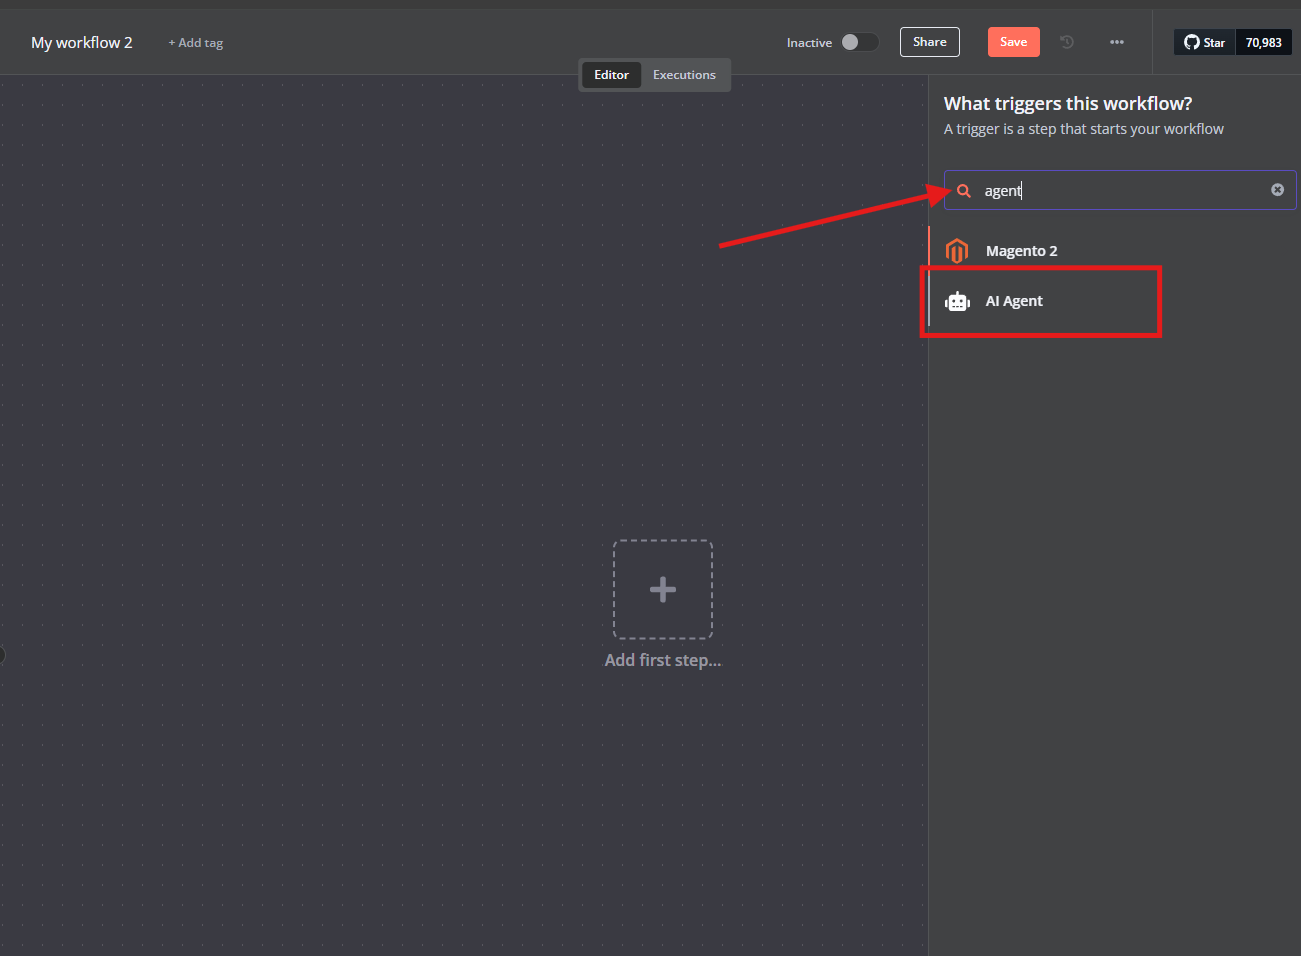 My workflow 2
+ Add tag
Inactive
Share
Save
Star
70,983
Editor
Executions
What triggers this workflow?
A trigger is a step that starts your workflow
agent
Magento 2
AI Agent
Add first step...